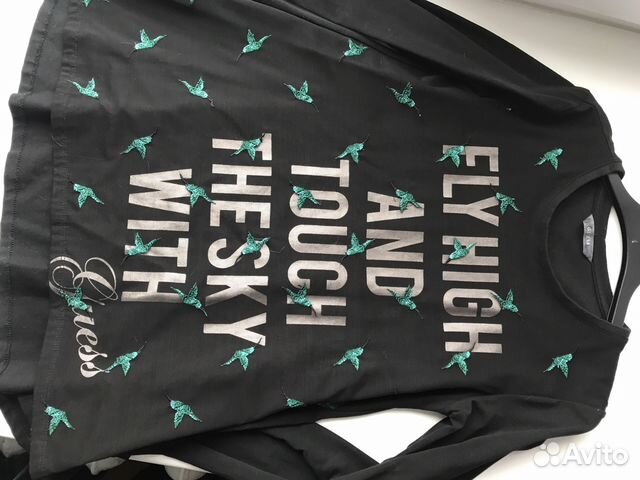 FLY HIGH
AND
TOUCH
THE SKY
WITH
Guess
Avito